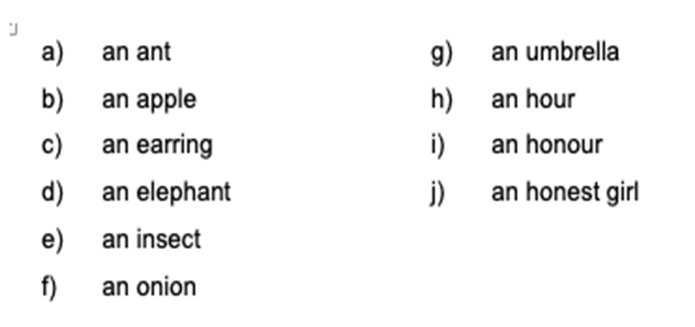 a) an ant
b) an apple
c) an earring
d) an elephant
e) an insect
f) an onion
g) an umbrella
h) an hour
i) an honour
j) an honest girl